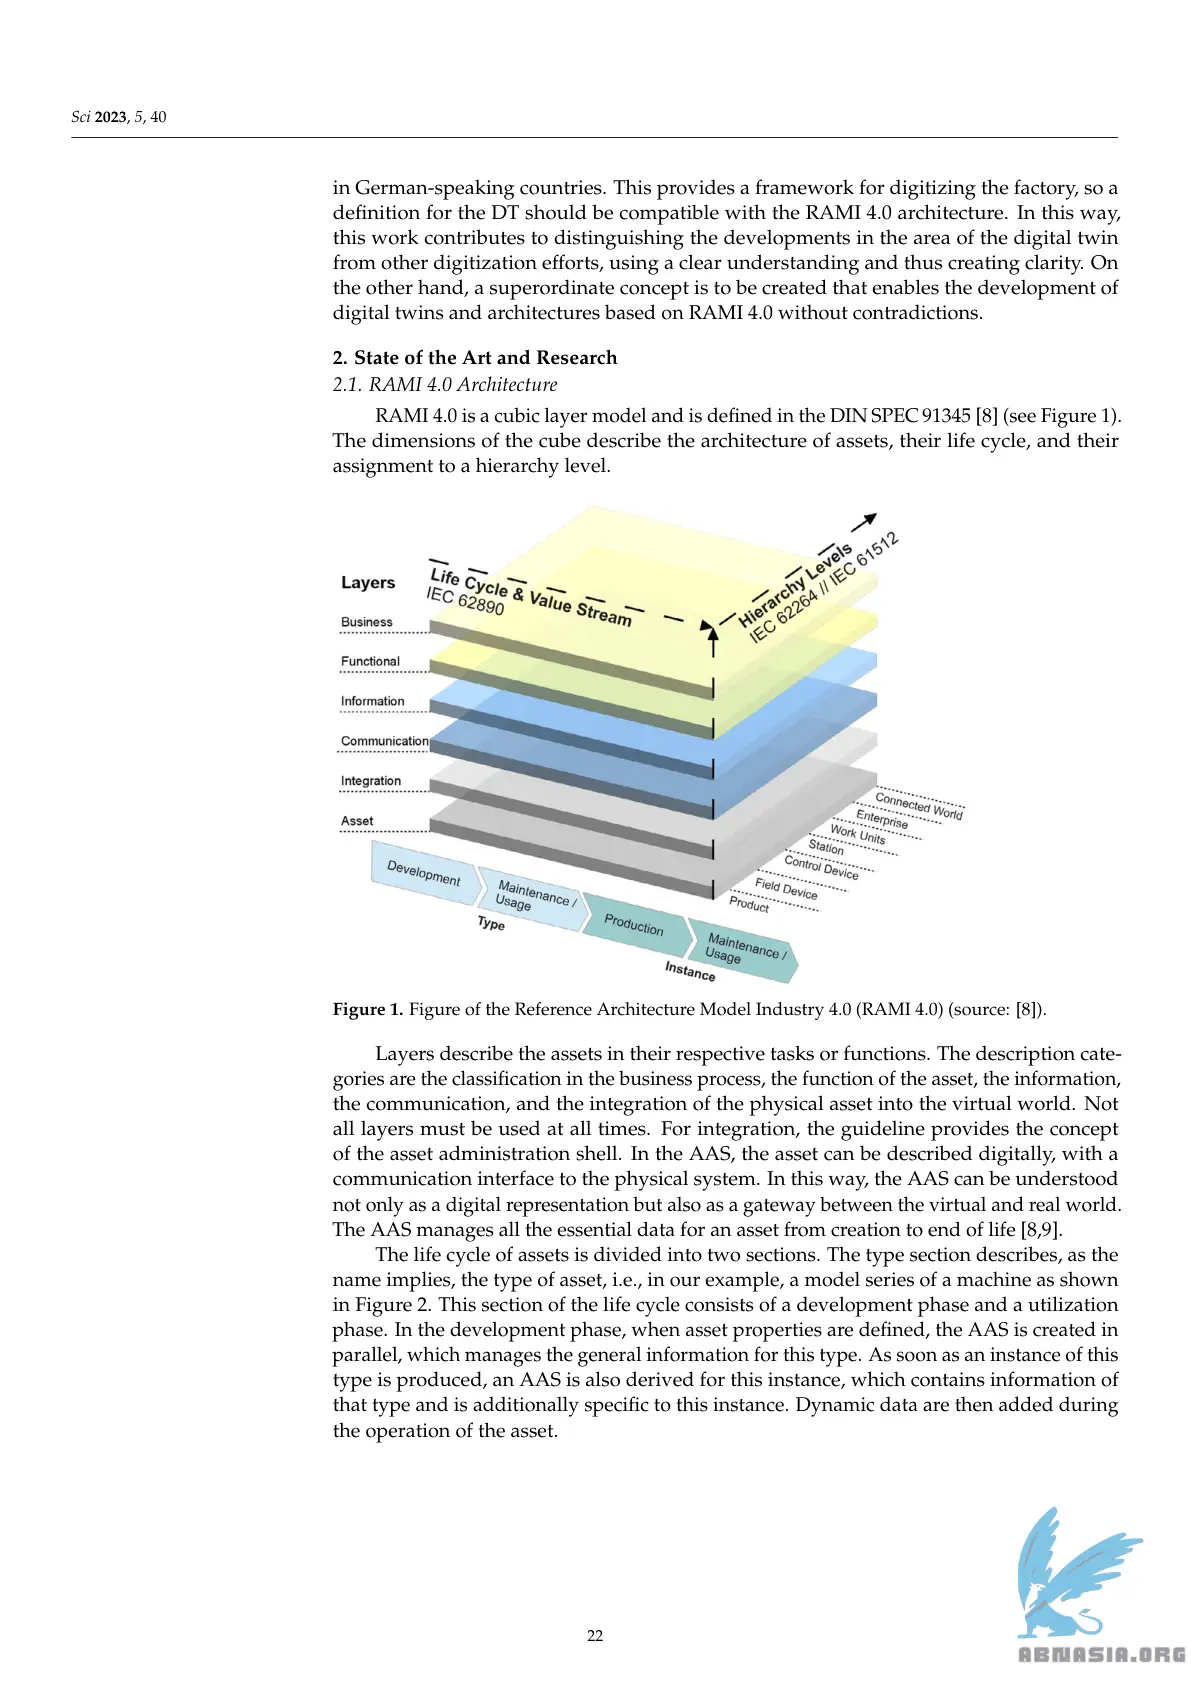 Sci 2023, 5, 40
in German-speaking countries. This provides a framework for digitizing the factory, so a
definition for the DT should be compatible with the RAMI 4.0 architecture. In this way,
this work contributes to distinguishing the developments in the area of the digital twin
from other digitization efforts, using a clear understanding and thus creating clarity. On
the other hand, a superordinate concept is to be created that enables the development of
digital twins and architectures based on RAMI 4.0 without contradictions.
2. State of the Art and Research
2.1. RAMI 4.0 Architecture
RAMI 4.0 is a cubic layer model and is defined in the DIN SPEC 91345 [8] (see Figure 1).
The dimensions of the cube describe the architecture of assets, their life cycle, and their
assignment to a hierarchy level.
Layers
Life Cycle & Value Stream
IEC 62890
Hierarchy Levels
IEC 62264 // IEC 61512
Business
Functional
Information
Communication
Integration
Asset
Connected World
Enterprise
Work Units
Station
Control Device
Field Device
Product
Development
Maintenance /
Usage
Production
Maintenance /
Usage
Type
Instance
Figure 1. Figure of the Reference Architecture Model Industry 4.0 (RAMI 4.0) (source: [8]).
Layers describe the assets in their respective tasks or functions. The description cate-
gories are the classification in the business process, the function of the asset, the information,
the communication, and the integration of the physical asset into the virtual world. Not
all layers must be used at all times. For integration, the guideline provides the concept
of the asset administration shell. In the AAS, the asset can be described digitally, with a
communication interface to the physical system. In this way, the AAS can be understood
not only as a digital representation but also as a gateway between the virtual and real world.
The AAS manages all the essential data for an asset from creation to end of life [8,9].
The life cycle of assets is divided into two sections. The type section describes, as the
name implies, the type of asset, i.e., in our example, a model series of a machine as shown
in Figure 2. This section of the life cycle consists of a development phase and a utilization
phase. In the development phase, when asset properties are defined, the AAS is created in
parallel, which manages the general information for this type. As soon as an instance of this
type is produced, an AAS is also derived for this instance, which contains information of
that type and is additionally specific to this instance. Dynamic data are then added during
the operation of the asset.
22
ABNASIA.ORG